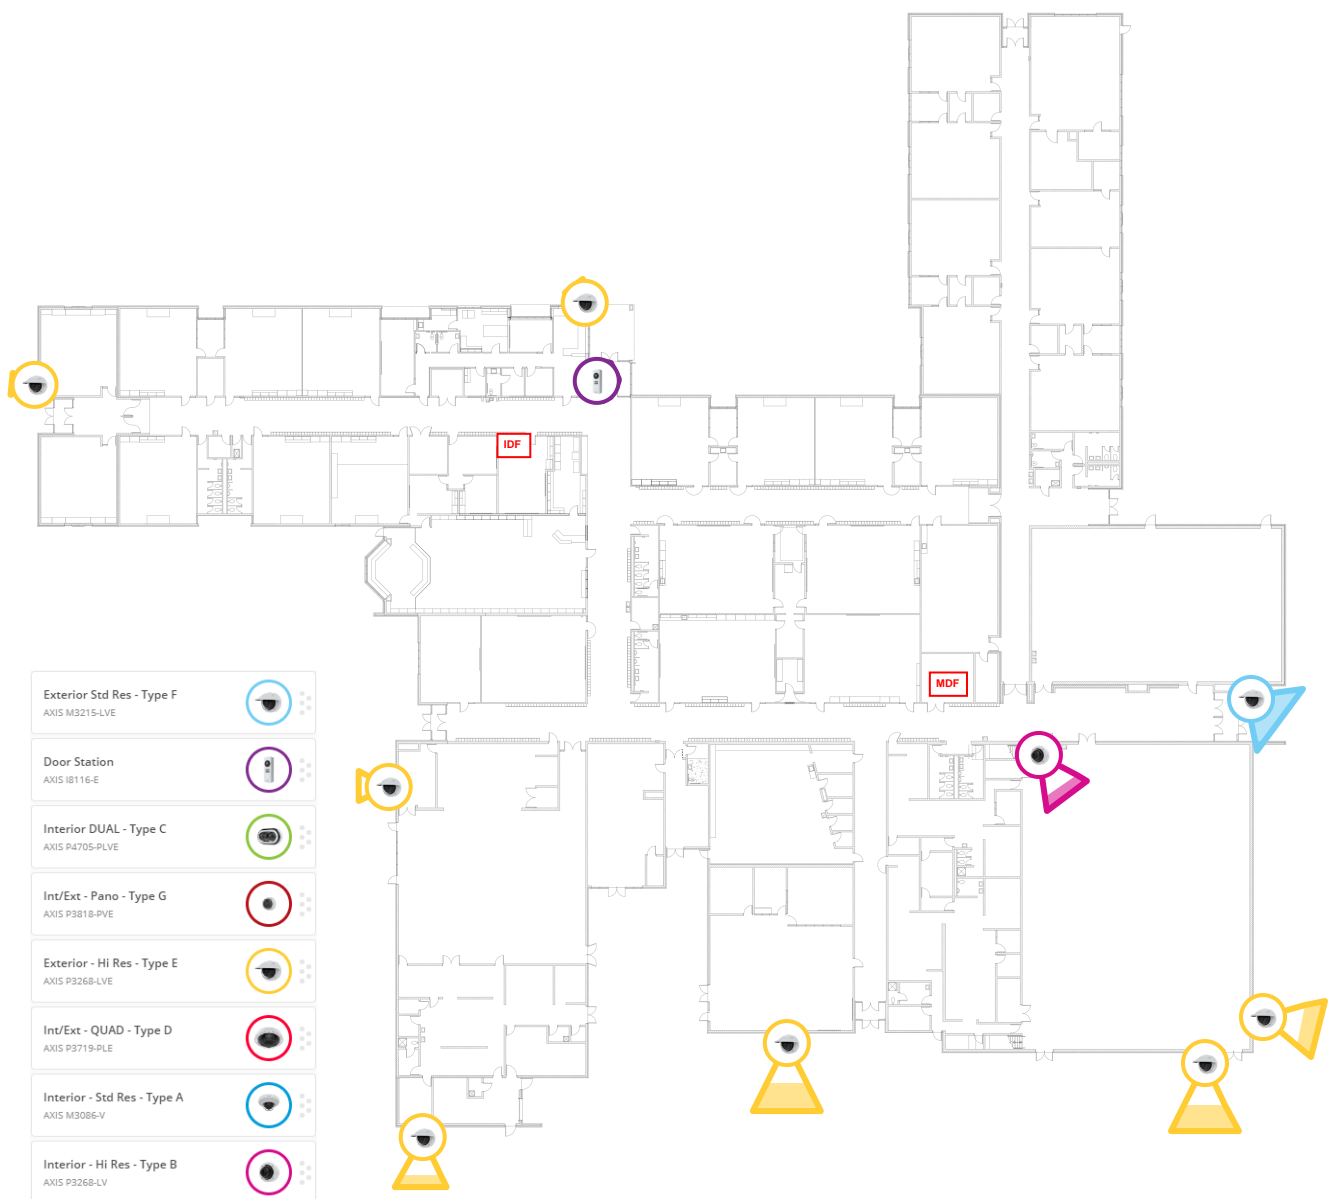 IDF
MDF
Exterior Std Res - Type F
AXIS M3215-LVE
Door Station
AXIS I8116-E
Interior DUAL - Type C
AXIS P4705-PLVE
Int/Ext - Pano - Type G
AXIS P3818-PVE
Exterior - Hi Res - Type E
AXIS P3268-LVE
Int/Ext - QUAD - Type D
AXIS P3719-PLE
Interior - Std Res - Type A
AXIS M3086-V
Interior - Hi Res - Type B
AXIS P3268-LV